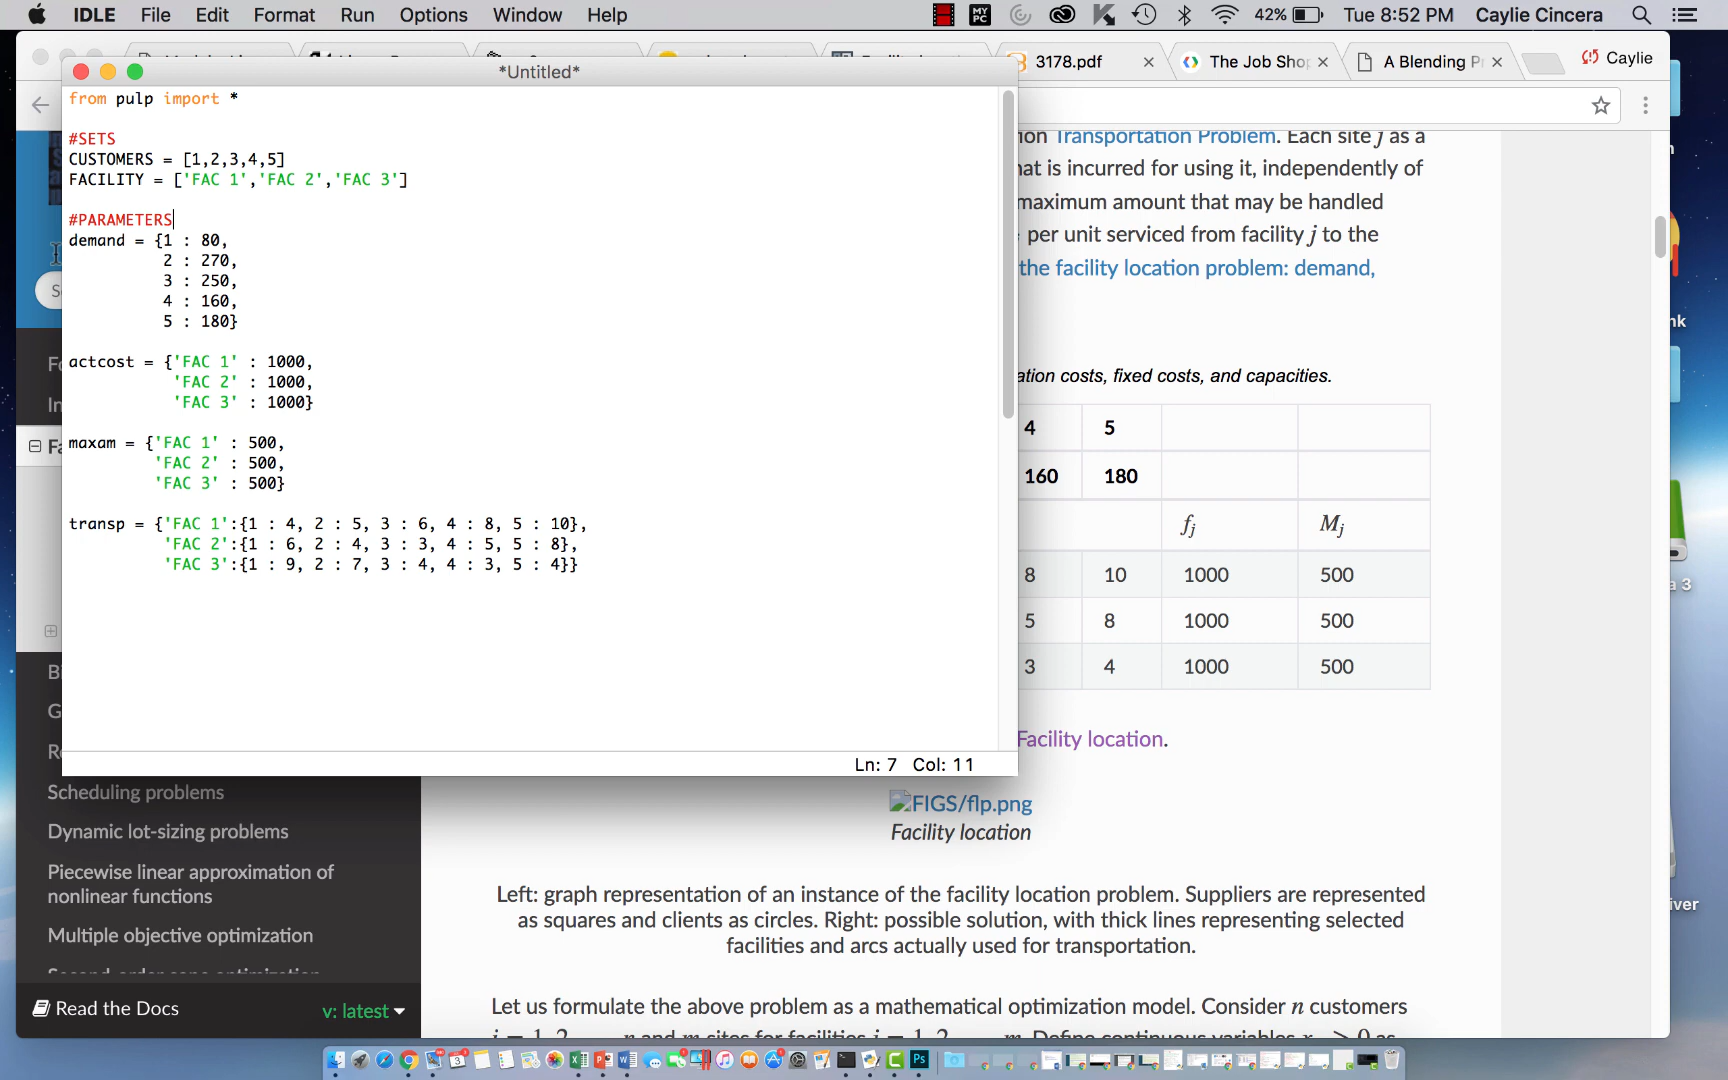 IDLE File Edit Format Run Options Window Help
MY PC 42% Tue 8:52 PM Caylie Cincera
3178.pdf × The Job Shop × A Blending P × Caylie
*Untitled*
from pulp import *
#SETS
CUSTOMERS = [1,2,3,4,5]
FACILITY = ['FAC 1','FAC 2','FAC 3']
#PARAMETERS
demand = {1 : 80,
2 : 270,
3 : 250,
4 : 160,
5 : 180}
actcost = {'FAC 1' : 1000,
'FAC 2' : 1000,
'FAC 3' : 1000}
maxam = {'FAC 1' : 500,
'FAC 2' : 500,
'FAC 3' : 500}
transp = {'FAC 1':{1 : 4, 2 : 5, 3 : 6, 4 : 8, 5 : 10},
'FAC 2':{1 : 6, 2 : 4, 3 : 3, 4 : 5, 5 : 8},
'FAC 3':{1 : 9, 2 : 7, 3 : 4, 4 : 3, 5 : 4}}
Ln: 7 Col: 11
Transportation Problem. Each site j as a
that is incurred for using it, independently of
maximum amount that may be handled
per unit serviced from facility j to the
the facility location problem: demand,
ation costs, fixed costs, and capacities.
4 5
160 180
fj Mj
8 10 1000 500
5 8 1000 500
3 4 1000 500
Facility location.
FIGS/flp.png
Facility location
Left: graph representation of an instance of the facility location problem. Suppliers are represented
as squares and clients as circles. Right: possible solution, with thick lines representing selected
facilities and arcs actually used for transportation.
Let us formulate the above problem as a mathematical optimization model. Consider n customers
Scheduling problems
Dynamic lot-sizing problems
Piecewise linear approximation of
nonlinear functions
Multiple objective optimization
Read the Docs v: latest